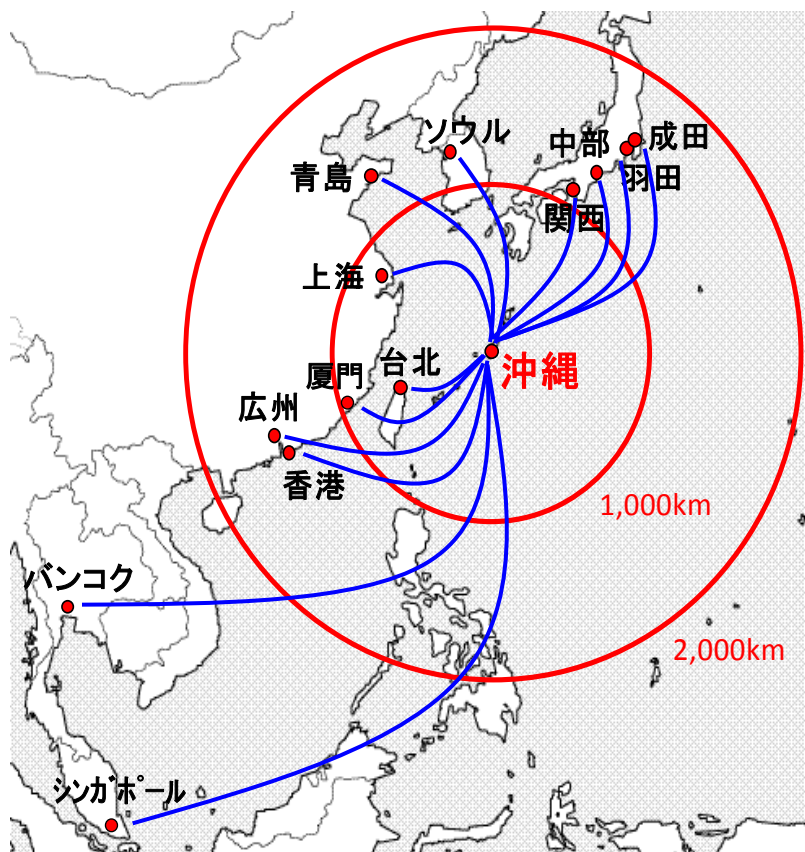 ソウル
中部
成田
青島
羽田
関西
上海
台北
沖縄
厦門
広州
香港
1,000km
バンコク
2,000km
シンガポール